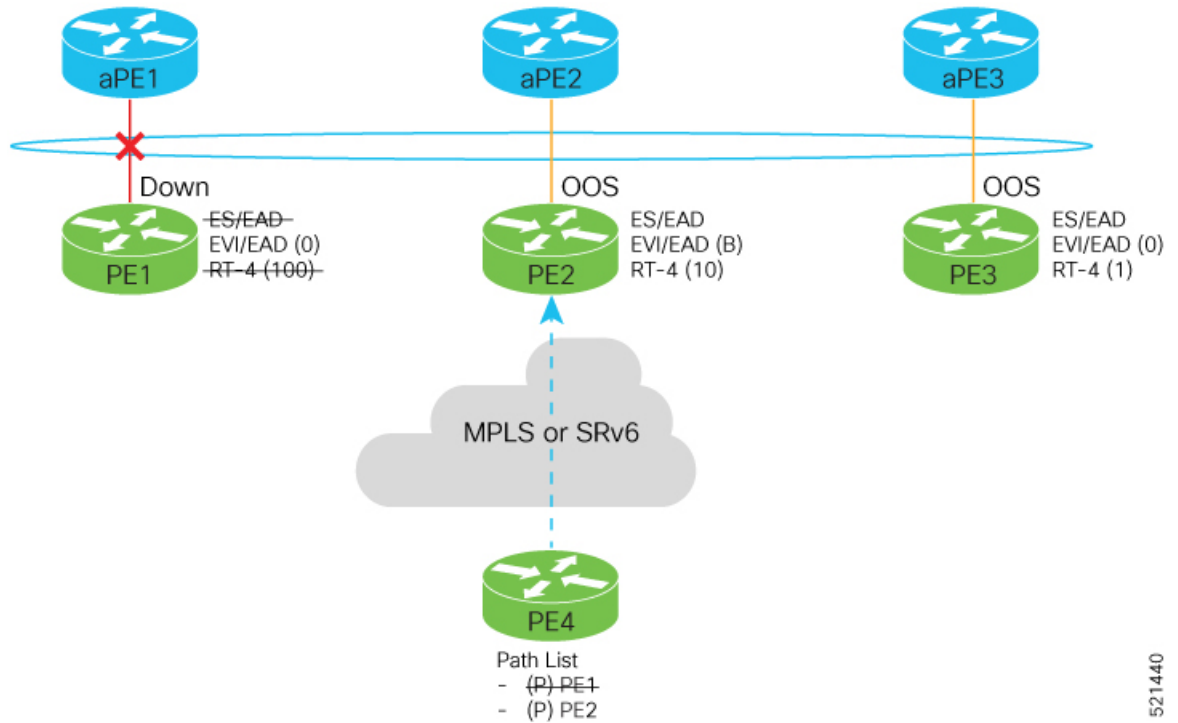 aPE1
aPE2
aPE3
Down
OOS
OOS
PE1
ES/EAD
EVI/EAD (0)
RT-4 (100)
PE2
ES/EAD
EVI/EAD (B)
RT-4 (10)
PE3
ES/EAD
EVI/EAD (0)
RT-4 (1)
MPLS or SRv6
PE4
Path List
- (P) PE1
- (P) PE2
521440